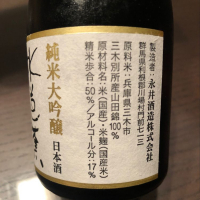 純米大吟醸 日本酒
製造者:永井酒造株式会社
群馬県利根郡川場村門前七一三
原料米:兵庫県三木市
三木別所産山田錦100%
原材料名:米(国産)・米麹(国産米)
精米歩合:50%/アルコール分:17%